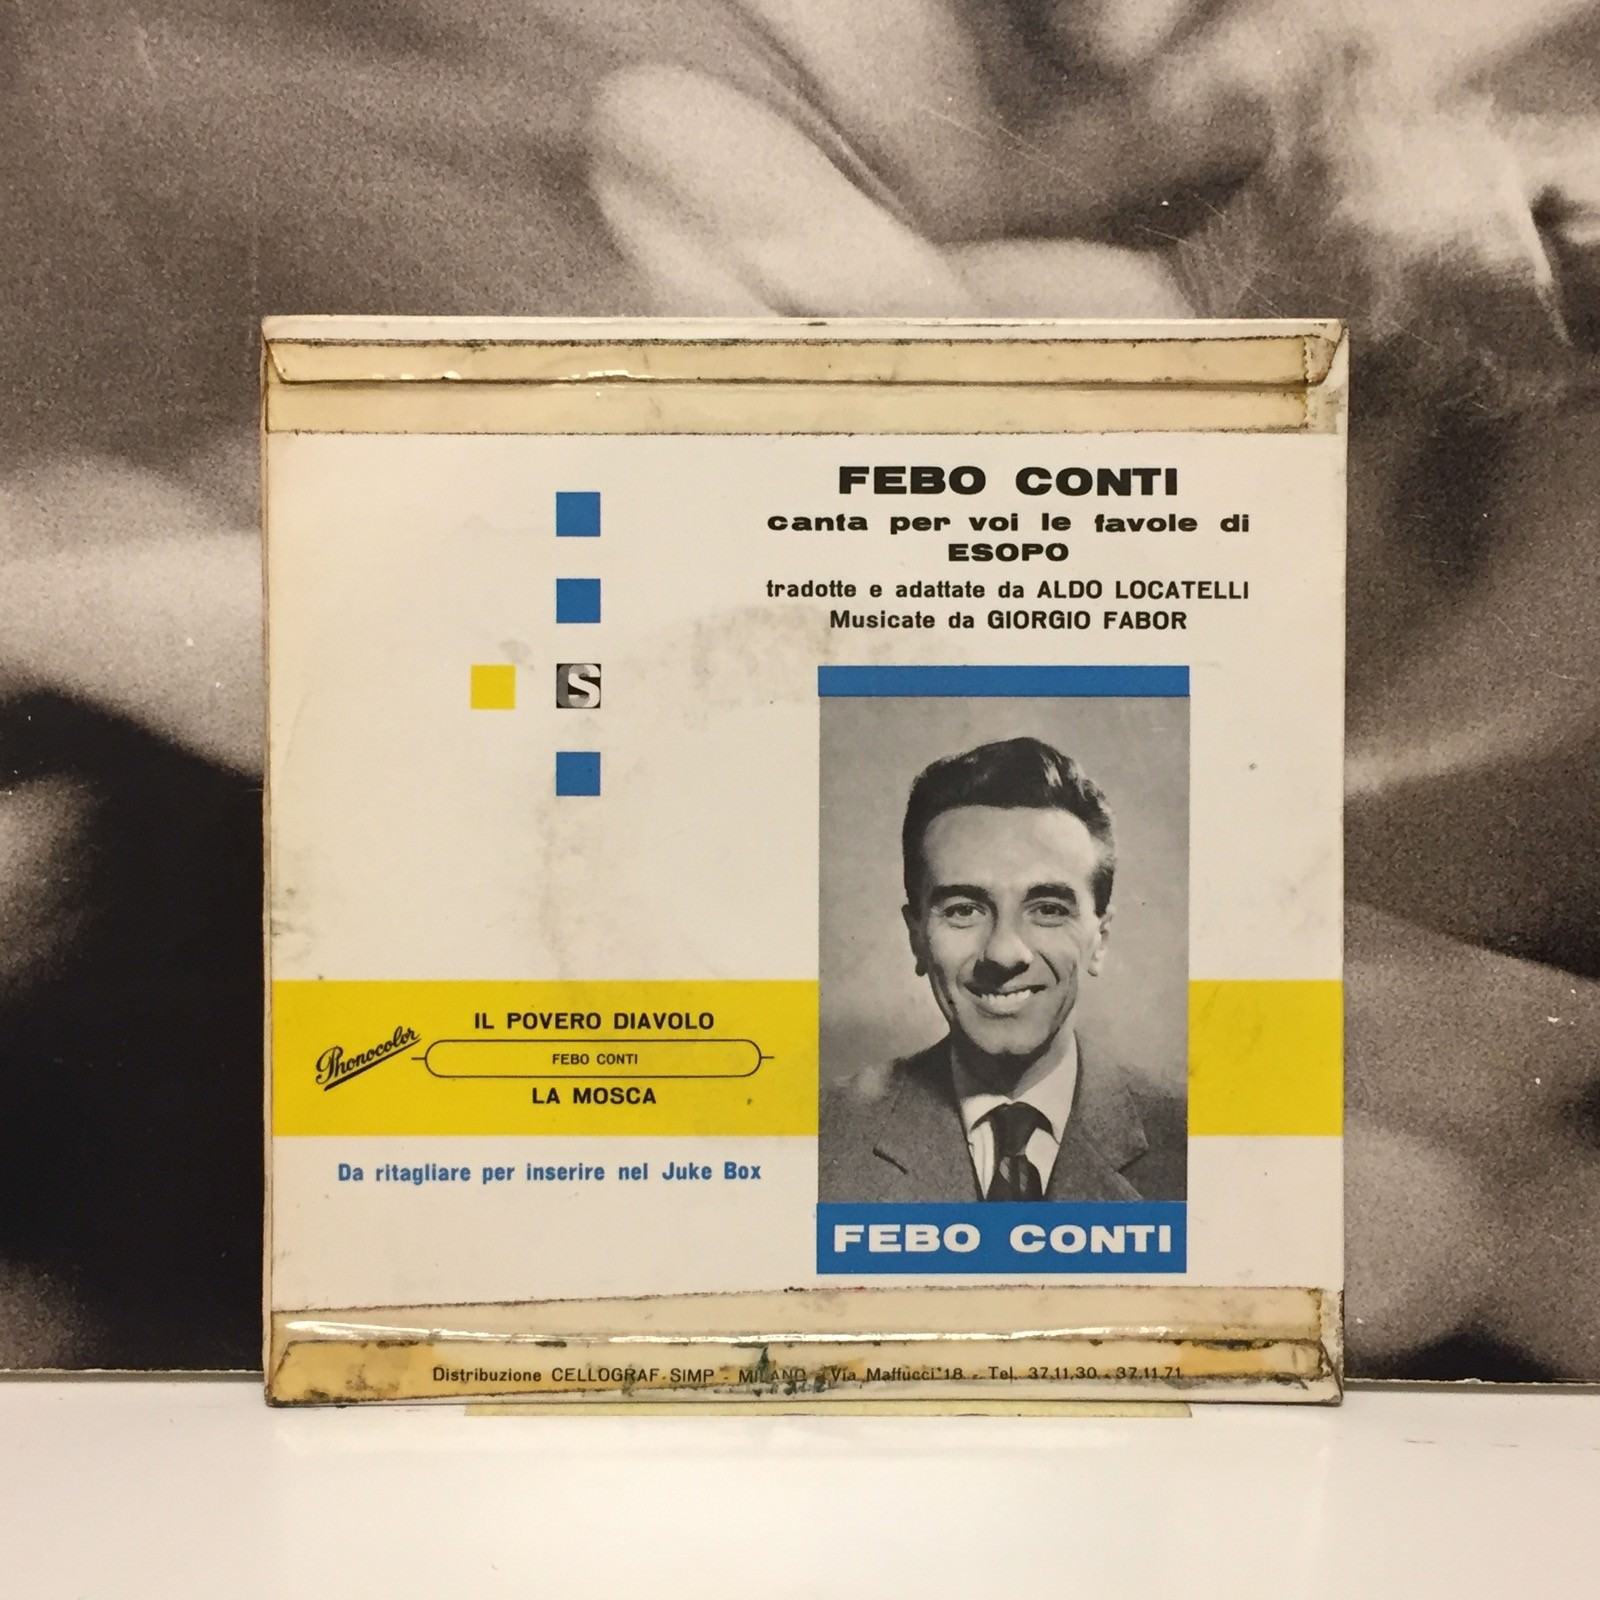 FEBO CONTI
canta per voi le favole di
ESOPO
tradotte e adattate da ALDO LOCATELLI
Musicate da GIORGIO FABOR
S
IL POVERO DIAVOLO
Phonocolor
FEBO CONTI
LA MOSCA
Da ritagliare per inserire nel Juke Box
FEBO CONTI
Distribuzione CELLOGRAF-SIMP - MILANO - Via Maffucci 18 - Tel. 37.11.30 - 37.11.71